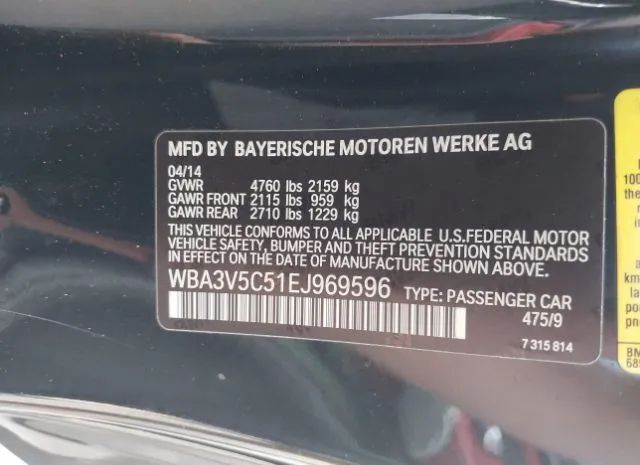 MFD BY BAYERISCHE MOTOREN WERKE AG
04/14
GVWR 4760 lbs 2159 kg
GAWR FRONT 2115 lbs 959 kg
GAWR REAR 2710 lbs 1229 kg
THIS VEHICLE CONFORMS TO ALL APPLICABLE U.S.FEDERAL MOTOR
VEHICLE SAFETY, BUMPER AND THEFT PREVENTION STANDARDS
IN EFFECT ON THE DATE OF MANUFACTURE SHOWN ABOVE.
WBA3V5C51EJ969596 TYPE: PASSENGER CAR
475/9
7 315 814
100
the